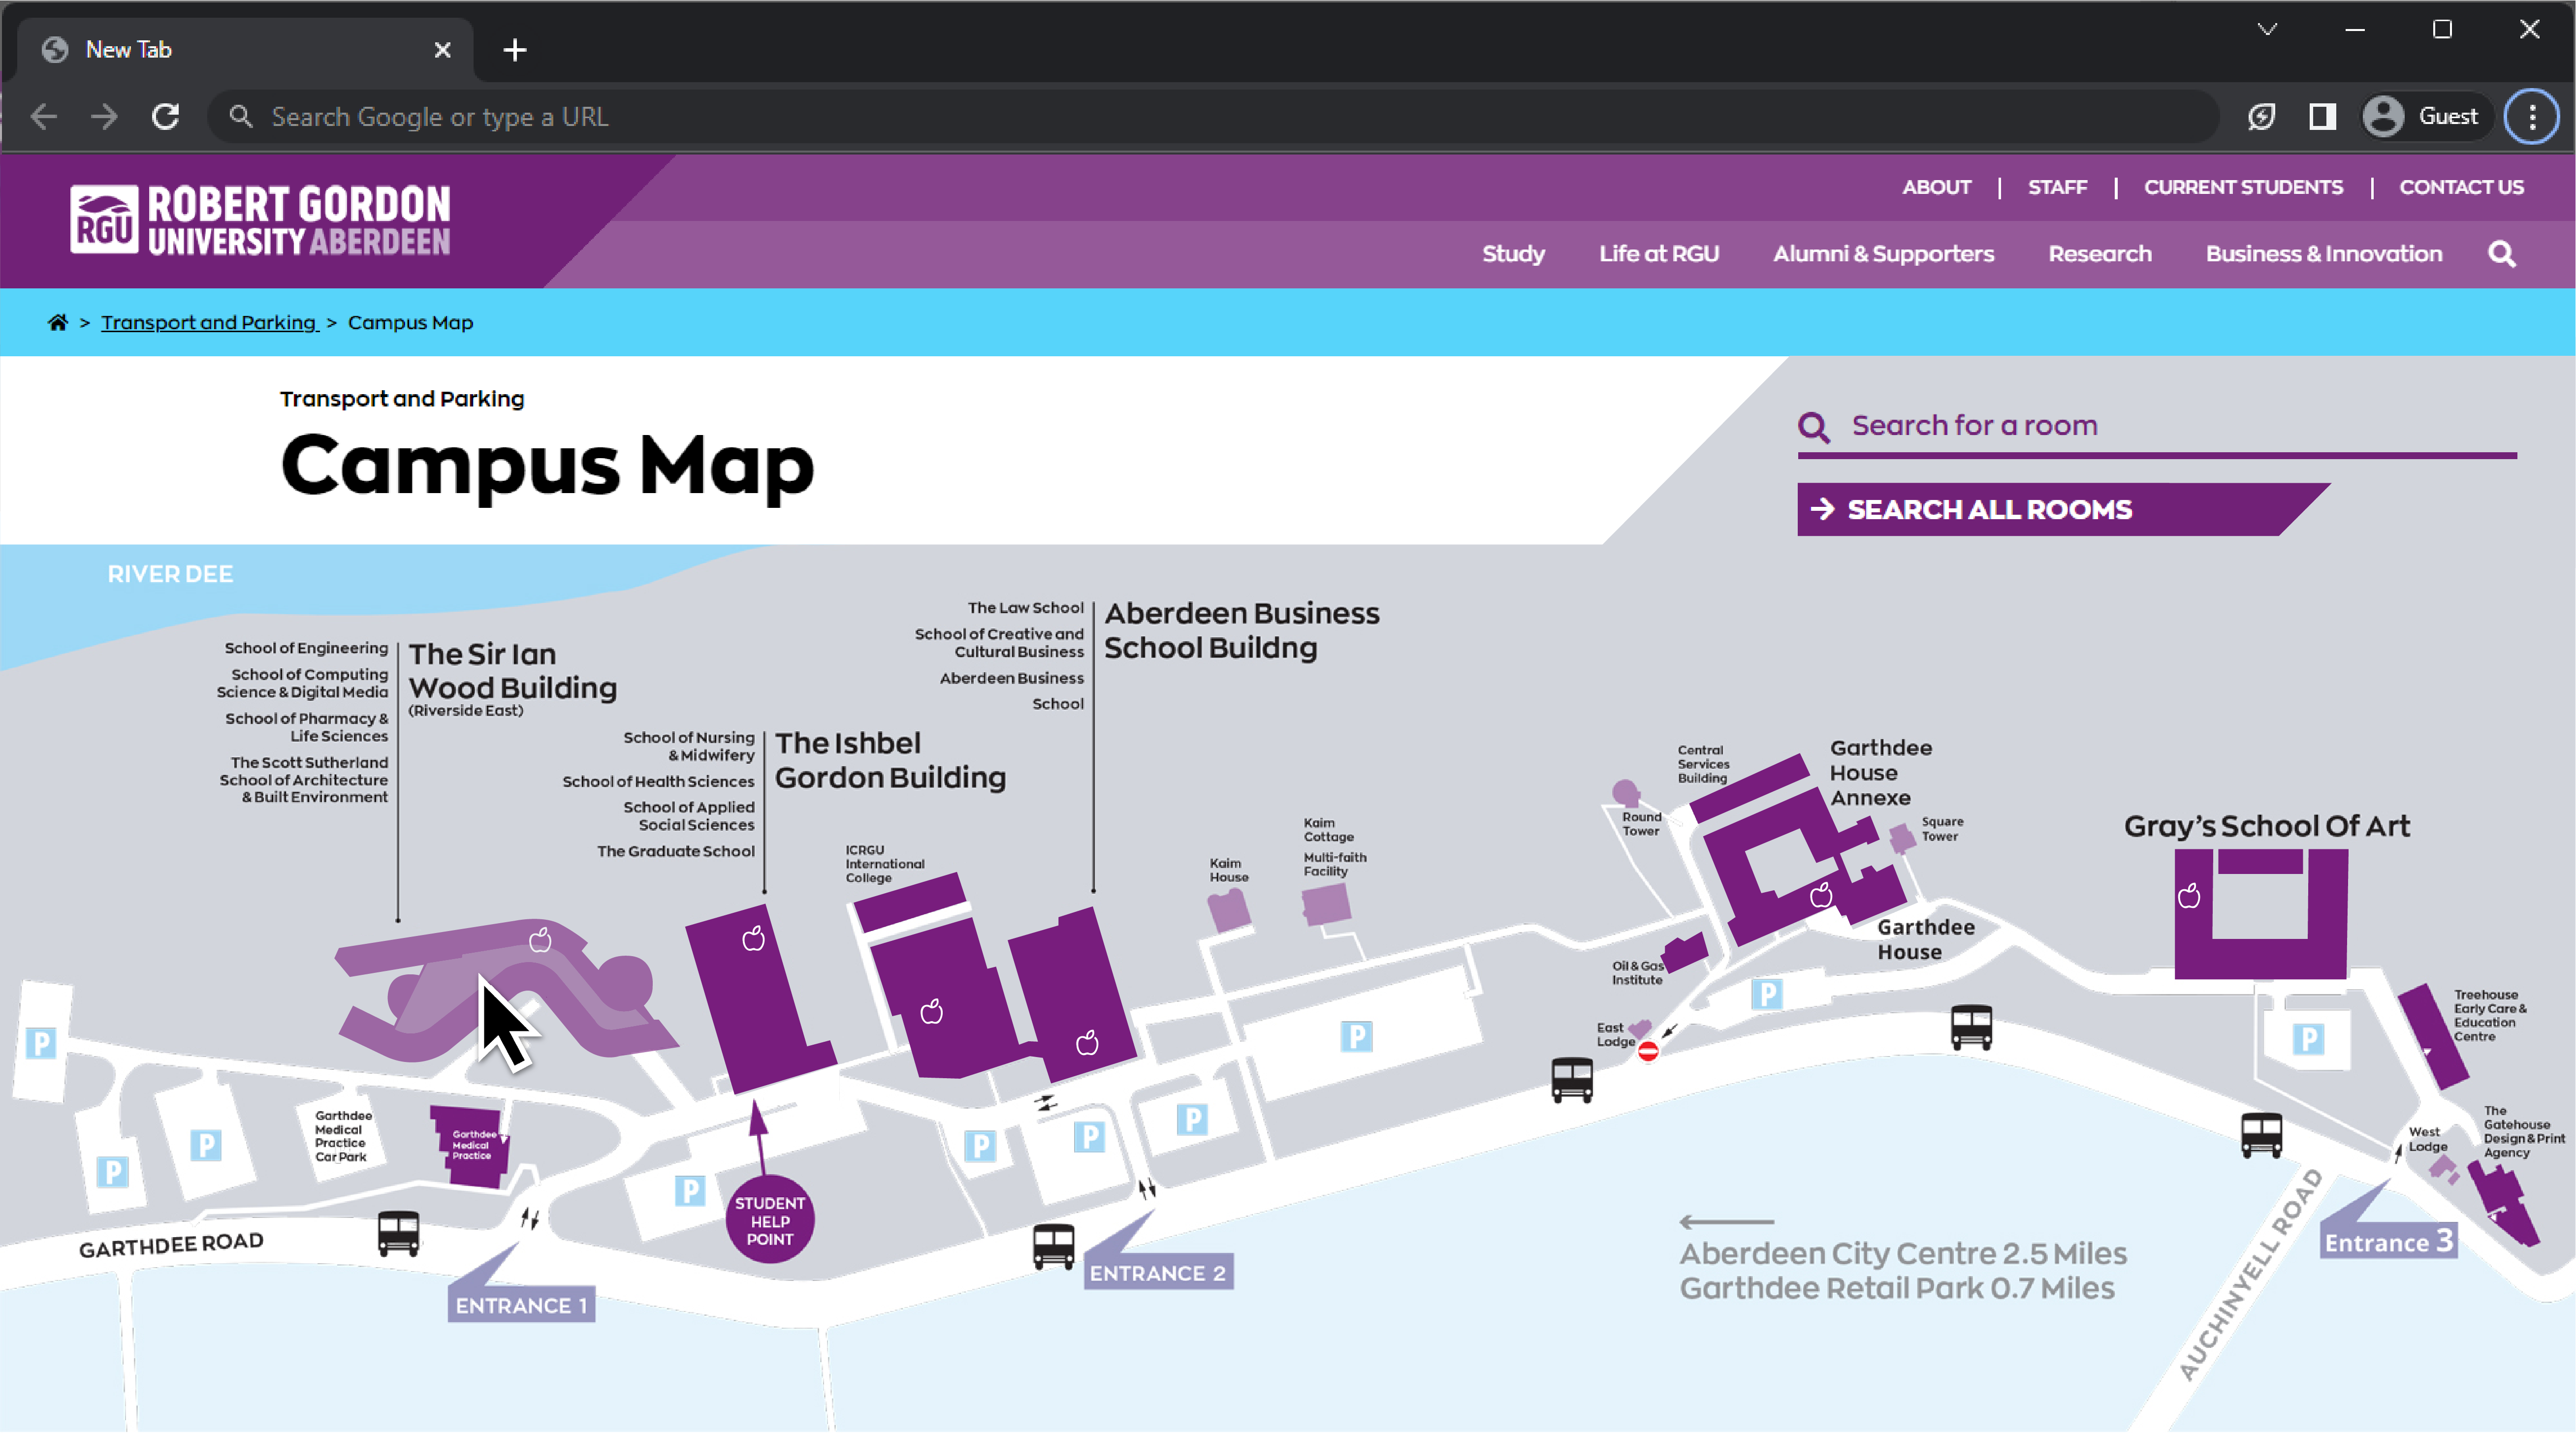 New Tab
Search Google or type a URL
Guest
RGU
ROBERT GORDON
UNIVERSITY ABERDEEN
ABOUT | STAFF | CURRENT STUDENTS | CONTACT US
Study Life at RGU Alumni & Supporters Research Business & Innovation
> Transport and Parking > Campus Map
Transport and Parking
Campus Map
Search for a room
→ SEARCH ALL ROOMS
RIVER DEE
School of Engineering
School of Computing
Science & Digital Media
School of Pharmacy &
Life Sciences
The Scott Sutherland
School of Architecture
& Built Environment
The Sir Ian
Wood Building
(Riverside East)
School of Nursing
& Midwifery
School of Health Sciences
School of Applied
Social Sciences
The Graduate School
The Ishbel
Gordon Building
The Law School
School of Creative and
Cultural Business
Aberdeen Business
School
Aberdeen Business
School Buildng
ICRGU
International
College
Kaim
House
Kaim
Cottage
Multi-faith
Facility
Round
Tower
Central
Services
Building
Garthdee
House
Annexe
Square
Tower
Garthdee
House
Oil & Gas
Institute
East
Lodge
Gray's School Of Art
Treehouse
Early Care &
Education
Centre
The
Gatehouse
Design & Print
Agency
West
Lodge
P
P
P
P
P
P
P
P
P
P
Garthdee
Medical
Practice
Car Park
Garthdee
Medical
Practice
STUDENT
HELP
POINT
GARTHDEE ROAD
ENTRANCE 1
ENTRANCE 2
Entrance 3
Aberdeen City Centre 2.5 Miles
Garthdee Retail Park 0.7 Miles
AUCHINYELL ROAD